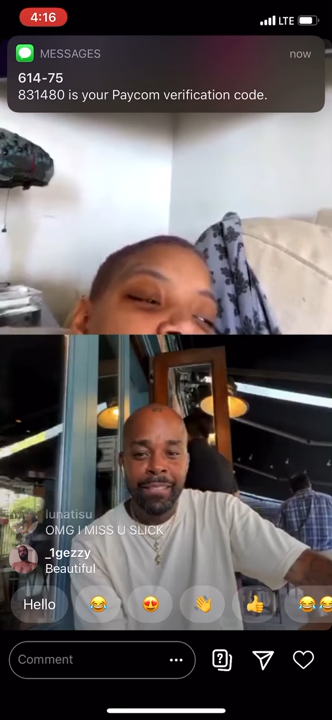 4:16
LTE
MESSAGES
now
614-75
831480 is your Paycom verification code.
lunatisu
OMG I MISS U SLICK
_1gezzy
Beautiful
Hello
Comment